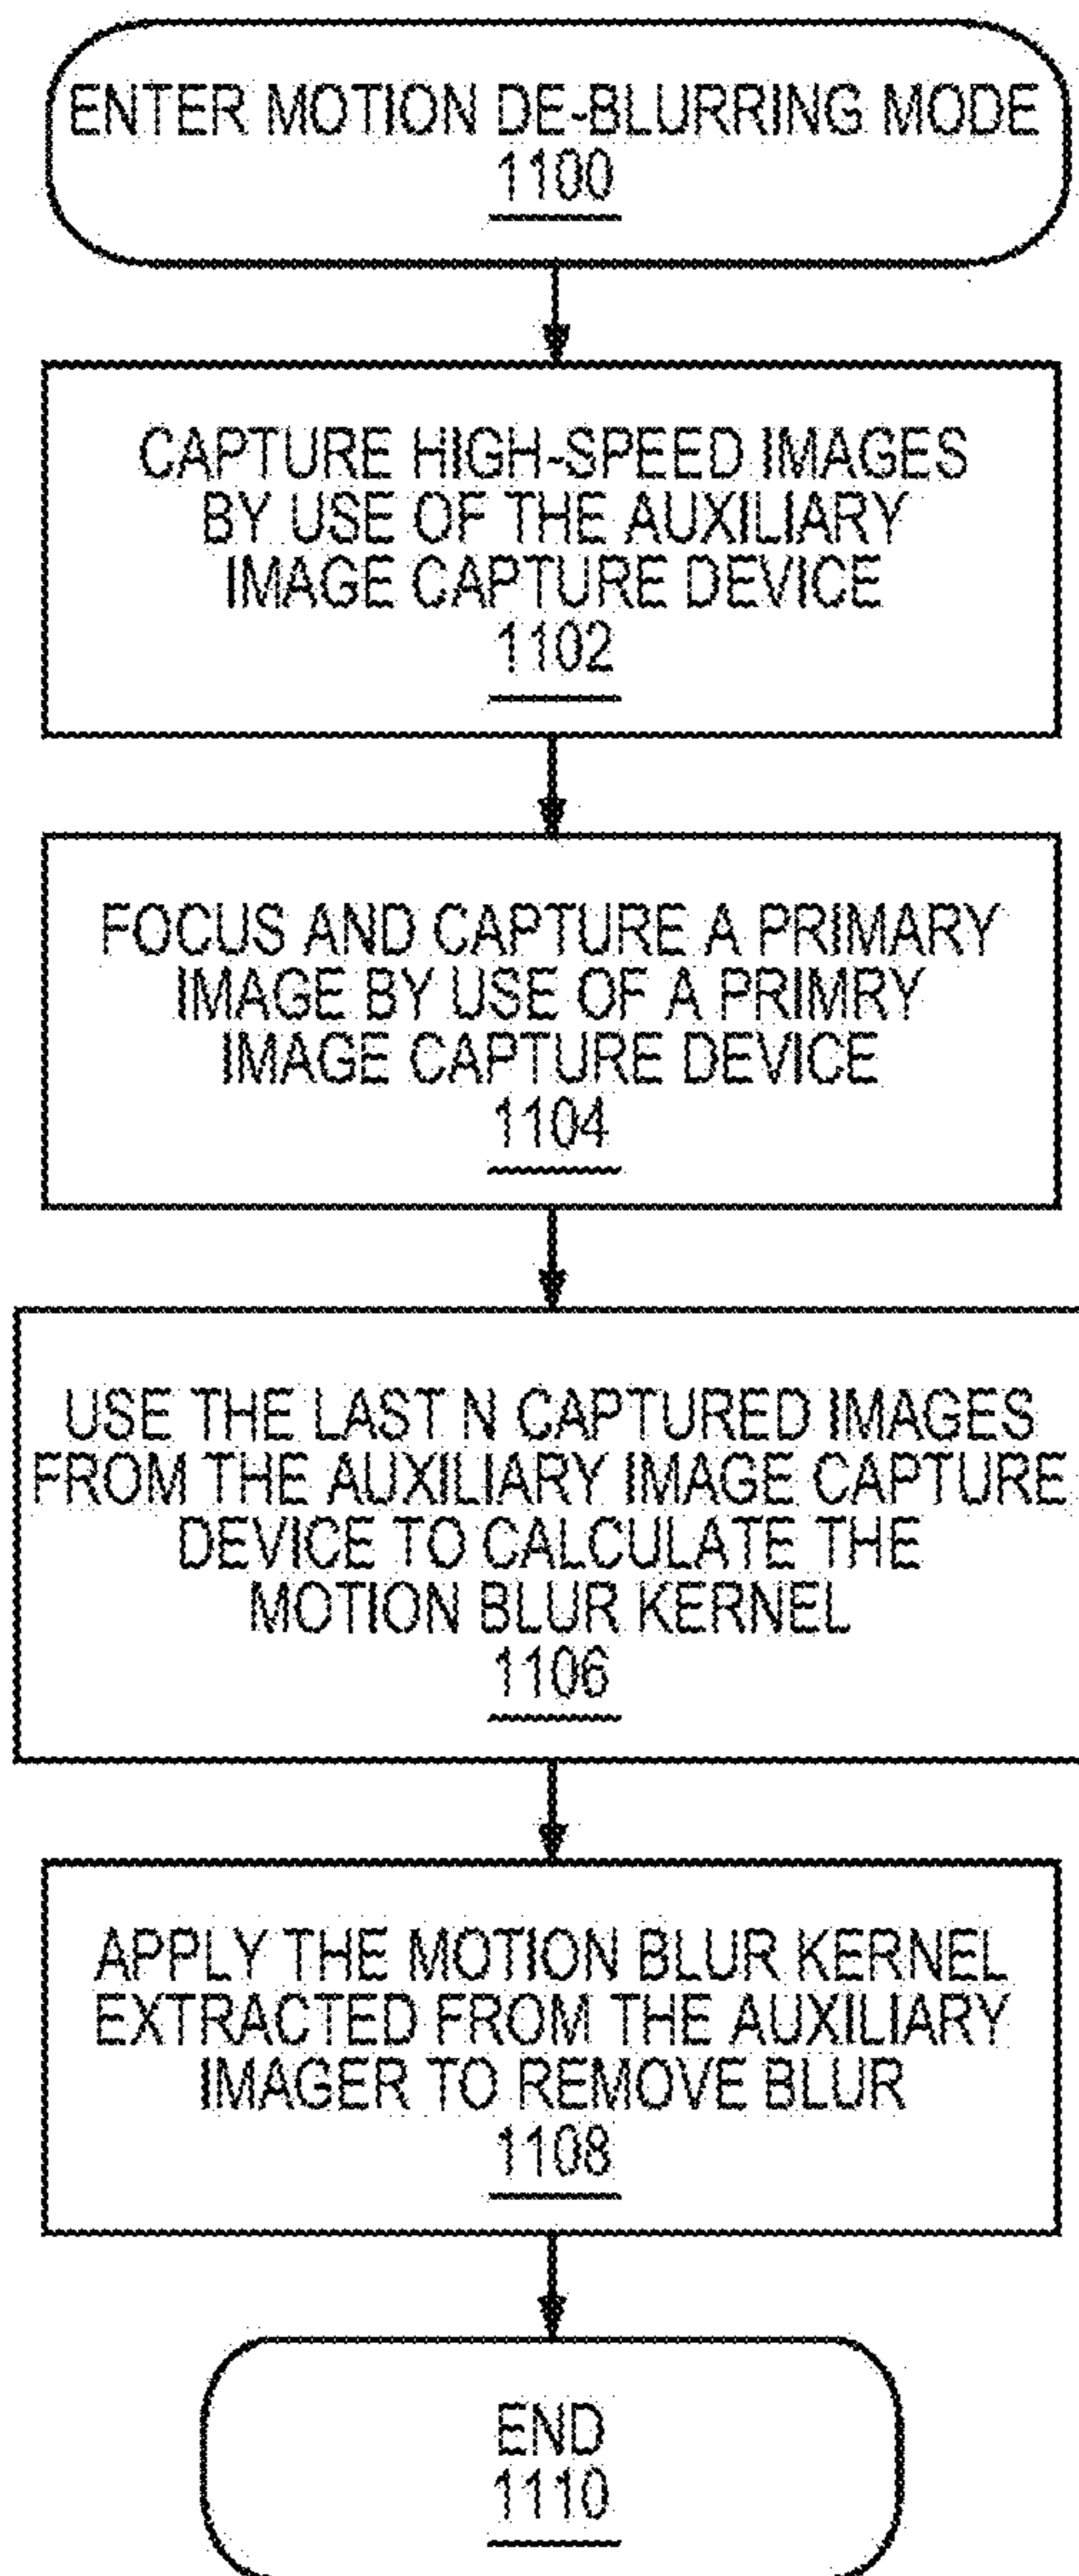 ENTER MOTION DE-BLURRING MODE
1100
CAPTURE HIGH-SPEED IMAGES
BY USE OF THE AUXILIARY
IMAGE CAPTURE DEVICE
1102
FOCUS AND CAPTURE A PRIMARY
IMAGE BY USE OF A PRIMRY
IMAGE CAPTURE DEVICE
1104
USE THE LAST N CAPTURED IMAGES
FROM THE AUXILIARY IMAGE CAPTURE
DEVICE TO CALCULATE THE
MOTION BLUR KERNEL
1106
APPLY THE MOTION BLUR KERNEL
EXTRACTED FROM THE AUXILIARY
IMAGER TO REMOVE BLUR
1108
END
1110